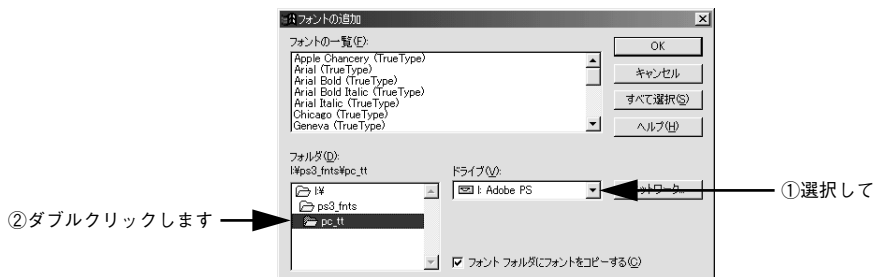 フォントの追加
フォントの一覧(F):
Apple Chancery (TrueType)
Arial (TrueType)
Arial Bold (TrueType)
Arial Bold Italic (TrueType)
Arial Italic (TrueType)
Chicago (TrueType)
Geneva (TrueType)
OK
キャンセル
すべて選択(S)
ヘルプ(H)
フォルダ(D):
I:¥ps3_fnts¥pc_tt
I:¥
ps3_fnts
pc_tt
ドライブ(V):
I: Adobe PS
ットワーク...
①選択して
②ダブルクリックします
フォント フォルダにフォントをコピーする(C)